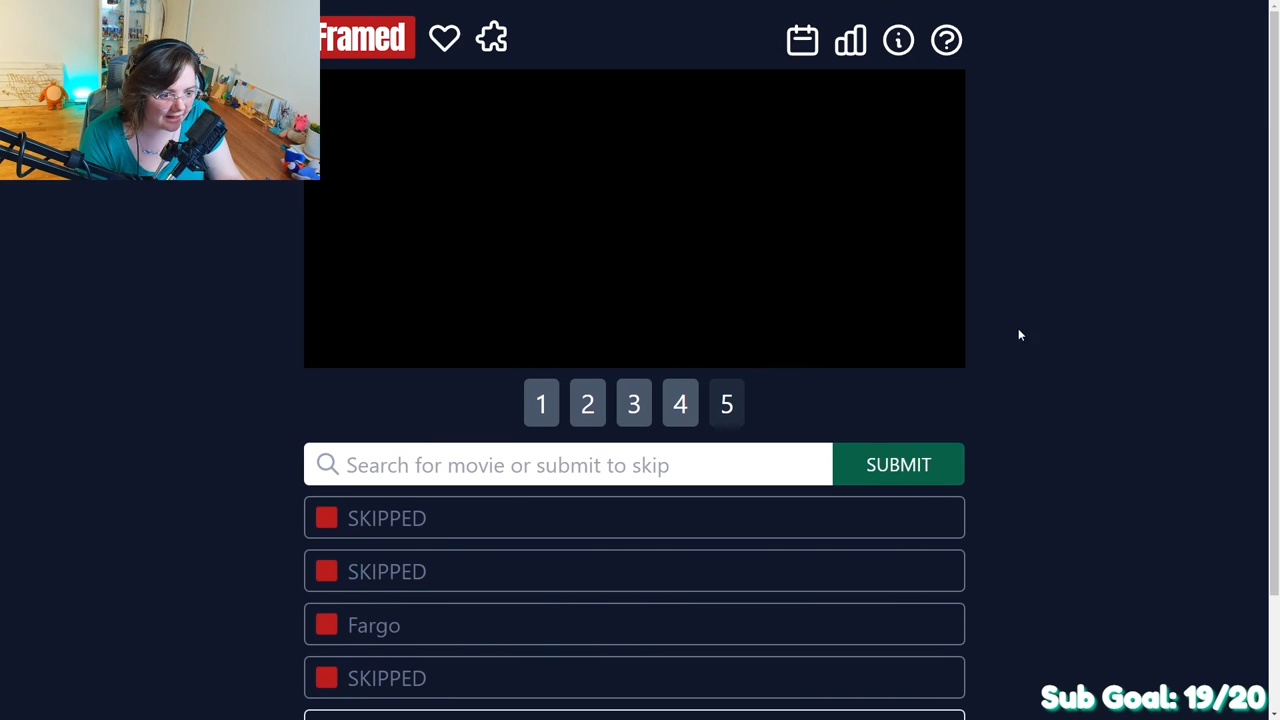 Framed
1 2 3 4 5
Search for movie or submit to skip
SUBMIT
SKIPPED
SKIPPED
Fargo
SKIPPED
Sub Goal: 19/20